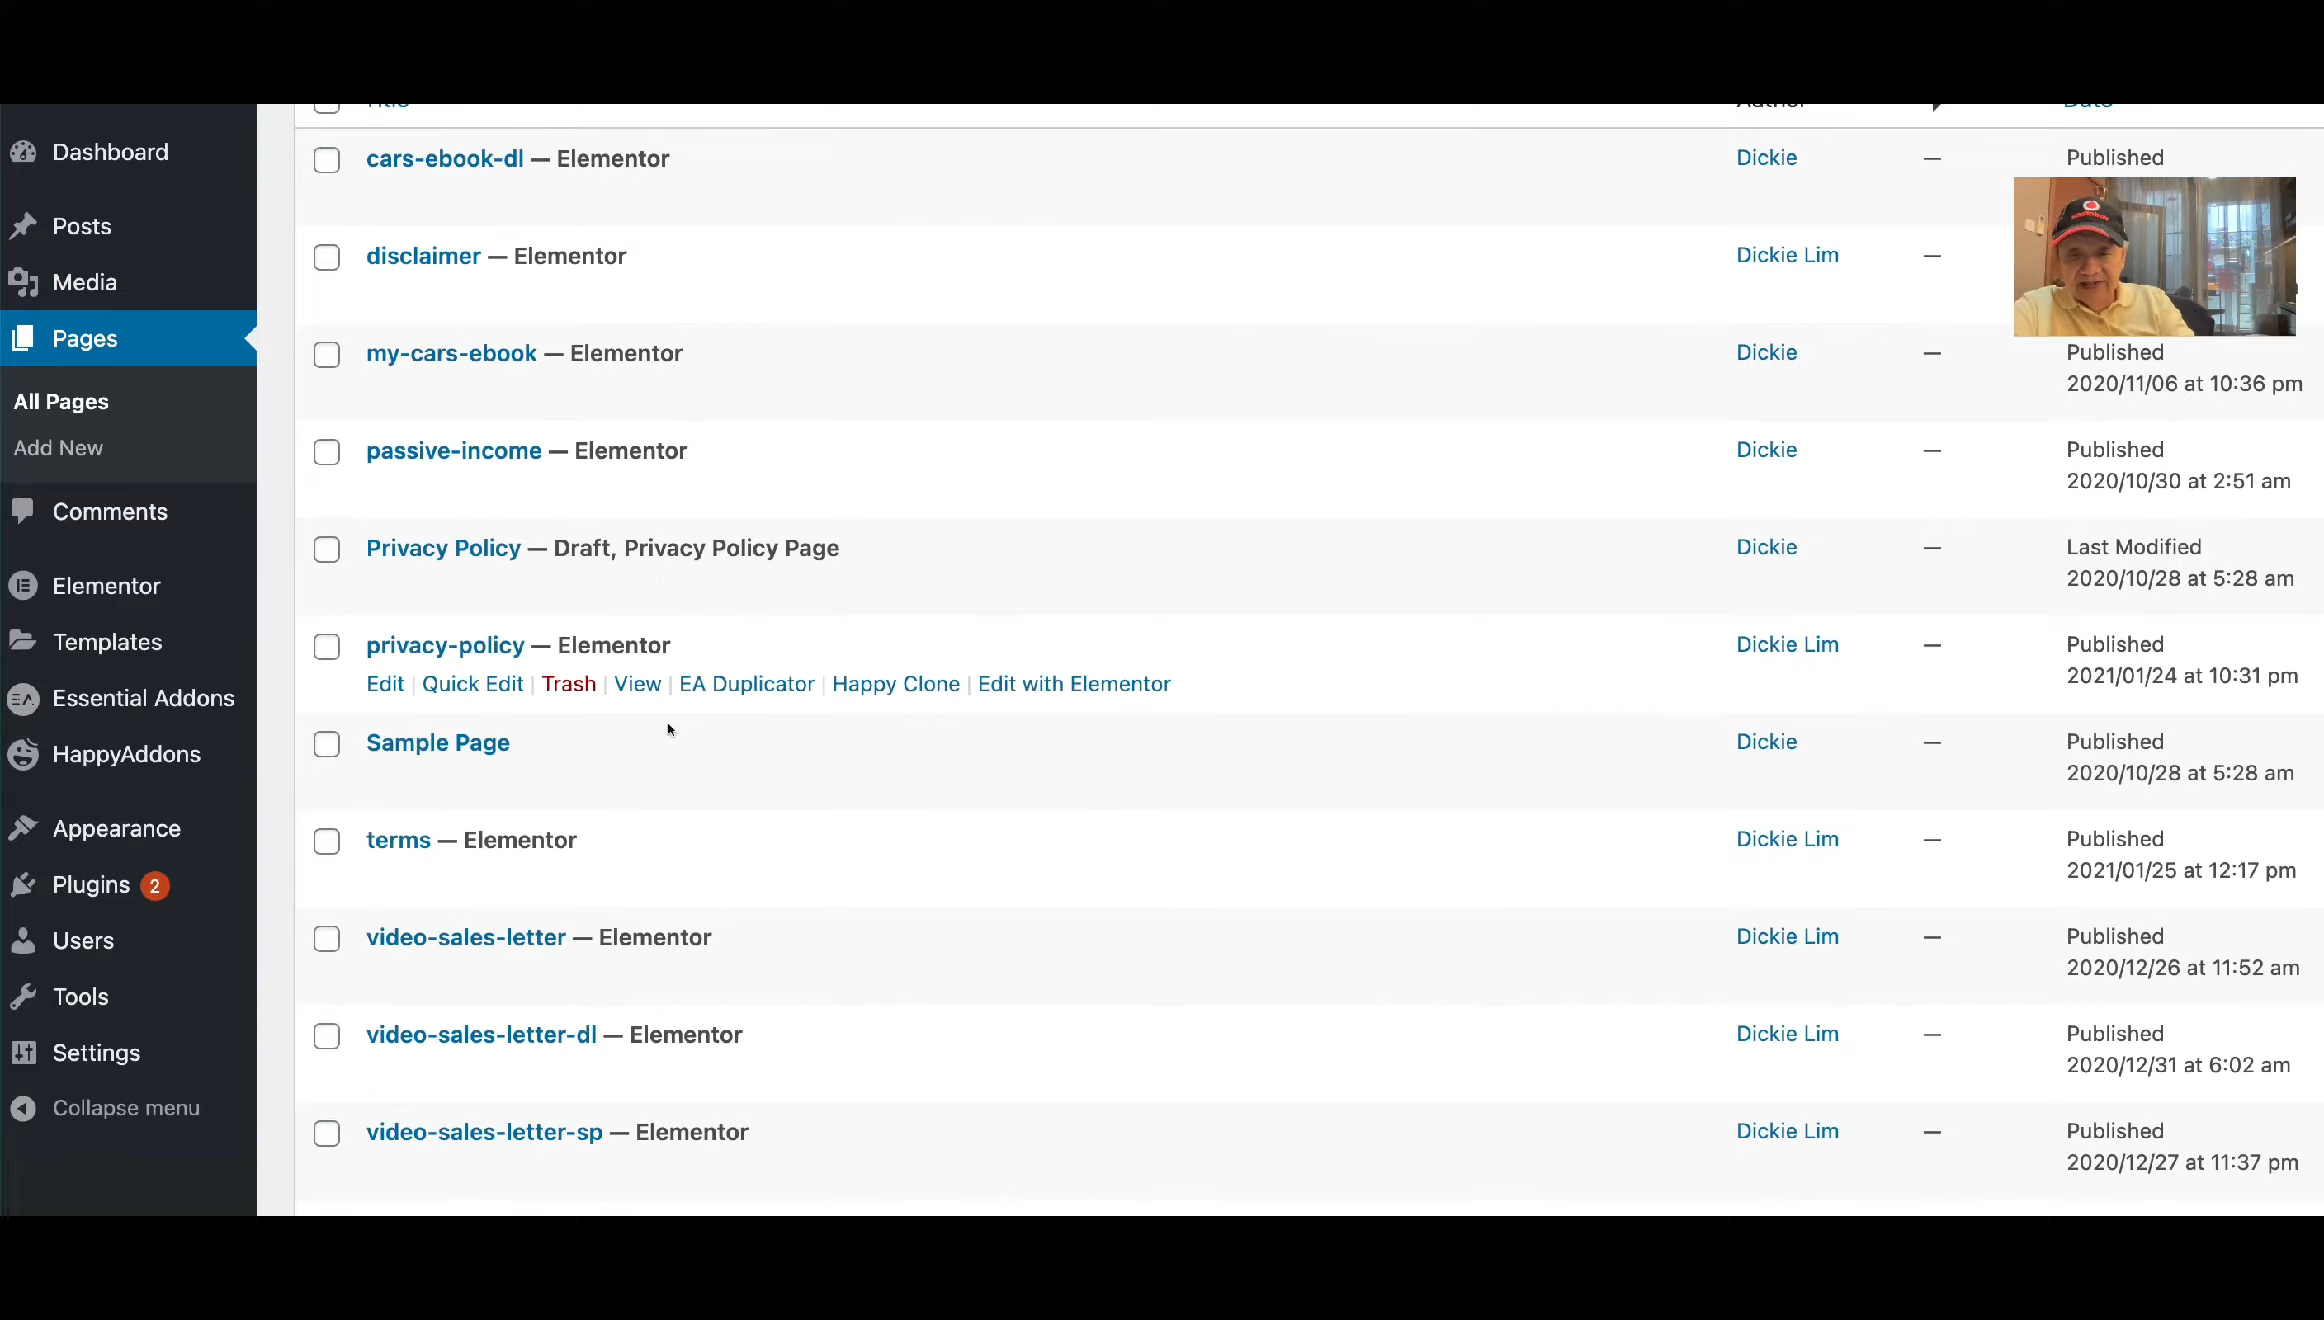 Title Author Date
Dashboard
Posts
Media
Pages
All Pages
Add New
Comments
Elementor
Templates
Essential Addons
HappyAddons
Appearance
Plugins 2
Users
Tools
Settings
Collapse menu
cars-ebook-dl — Elementor Dickie — Published
disclaimer — Elementor Dickie Lim —
my-cars-ebook — Elementor Dickie — Published
2020/11/06 at 10:36 pm
passive-income — Elementor Dickie — Published
2020/10/30 at 2:51 am
Privacy Policy — Draft, Privacy Policy Page Dickie — Last Modified
2020/10/28 at 5:28 am
privacy-policy — Elementor Dickie Lim — Published
Edit | Quick Edit | Trash | View | EA Duplicator | Happy Clone | Edit with Elementor 2021/01/24 at 10:31 pm
Sample Page Dickie — Published
2020/10/28 at 5:28 am
terms — Elementor Dickie Lim — Published
2021/01/25 at 12:17 pm
video-sales-letter — Elementor Dickie Lim — Published
2020/12/26 at 11:52 am
video-sales-letter-dl — Elementor Dickie Lim — Published
2020/12/31 at 6:02 am
video-sales-letter-sp — Elementor Dickie Lim — Published
2020/12/27 at 11:37 pm